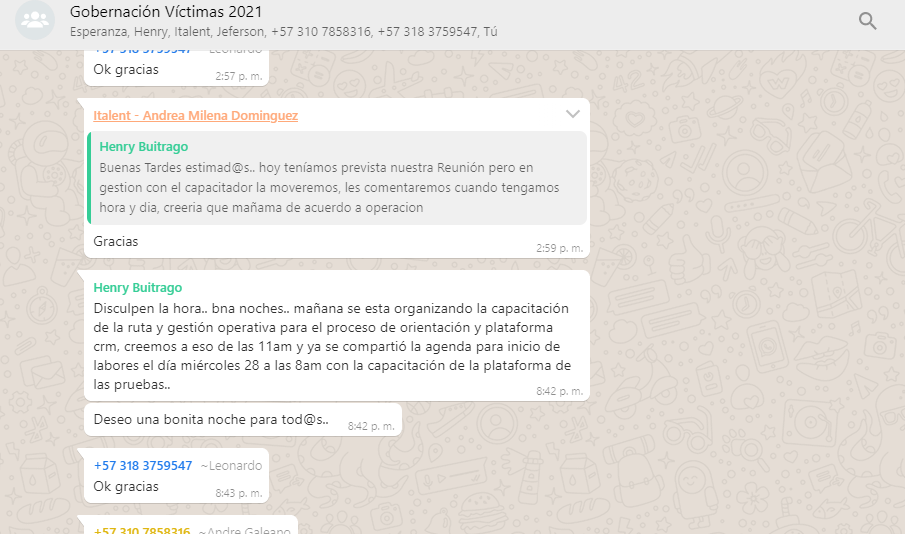 Gobernación Víctimas 2021
Esperanza, Henry, Italent, Jeferson, +57 310 7858316, +57 318 3759547, Tú
+57 318 3759547 ~Leonardo
Ok gracias
2:57 p. m.
Italent - Andrea Milena Dominguez
Henry Buitrago
Buenas Tardes estimad@s.. hoy teníamos prevista nuestra Reunión pero en
gestion con el capacitador la moveremos, les comentaremos cuando tengamos
hora y dia, creeria que mañama de acuerdo a operacion
Gracias
2:59 p. m.
Henry Buitrago
Disculpen la hora.. bna noches.. mañana se esta organizando la capacitación
de la ruta y gestión operativa para el proceso de orientación y plataforma
crm, creemos a eso de las 11am y ya se compartió la agenda para inicio de
labores el día miércoles 28 a las 8am con la capacitación de la plataforma de
las pruebas..
8:42 p. m.
Deseo una bonita noche para tod@s..
8:42 p. m.
+57 318 3759547 ~Leonardo
Ok gracias
8:43 p. m.
+57 310 7858316 ~Andre Galeano